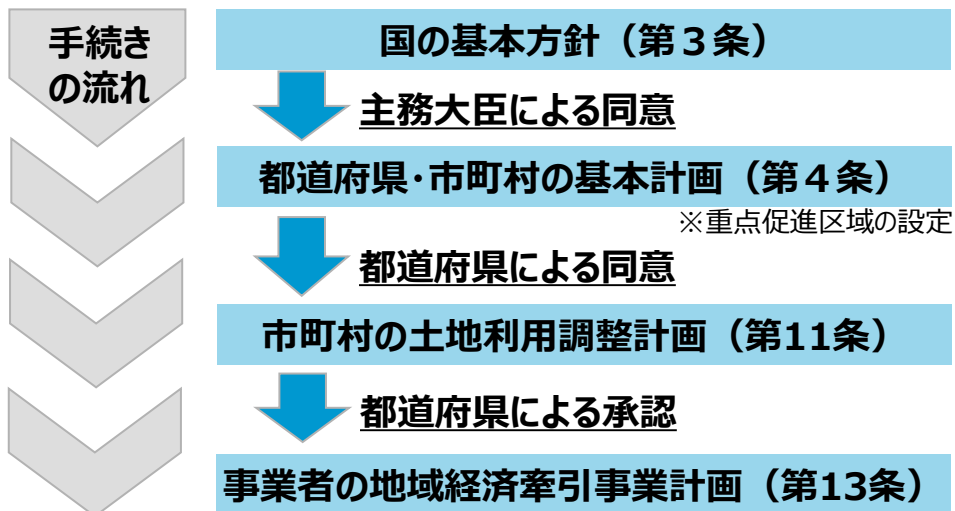 手続き
の流れ
国の基本方針（第３条）
主務大臣による同意
都道府県・市町村の基本計画（第４条）
※重点促進区域の設定
都道府県による同意
市町村の土地利用調整計画（第11条）
都道府県による承認
事業者の地域経済牽引事業計画（第13条）